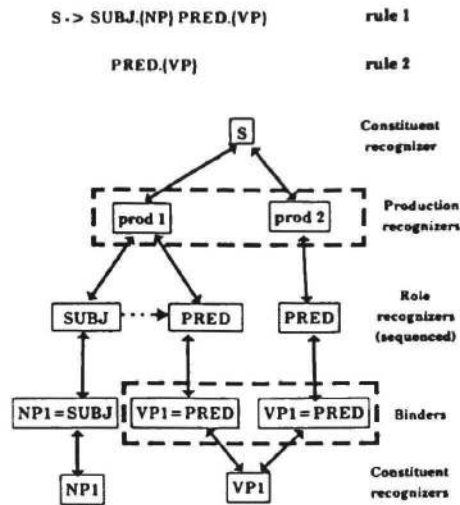 S -> SUBJ.(NP) PRED.(VP) rule 1
PRED.(VP) rule 2
S Constituent
recognizer
prod 1 prod 2 Production
recognizers
SUBJ PRED PRED Role
recognizers
(sequenced)
NP1=SUBJ VP1=PRED VP1=PRED Binders
NP1 VP1 Constituent
recognizers